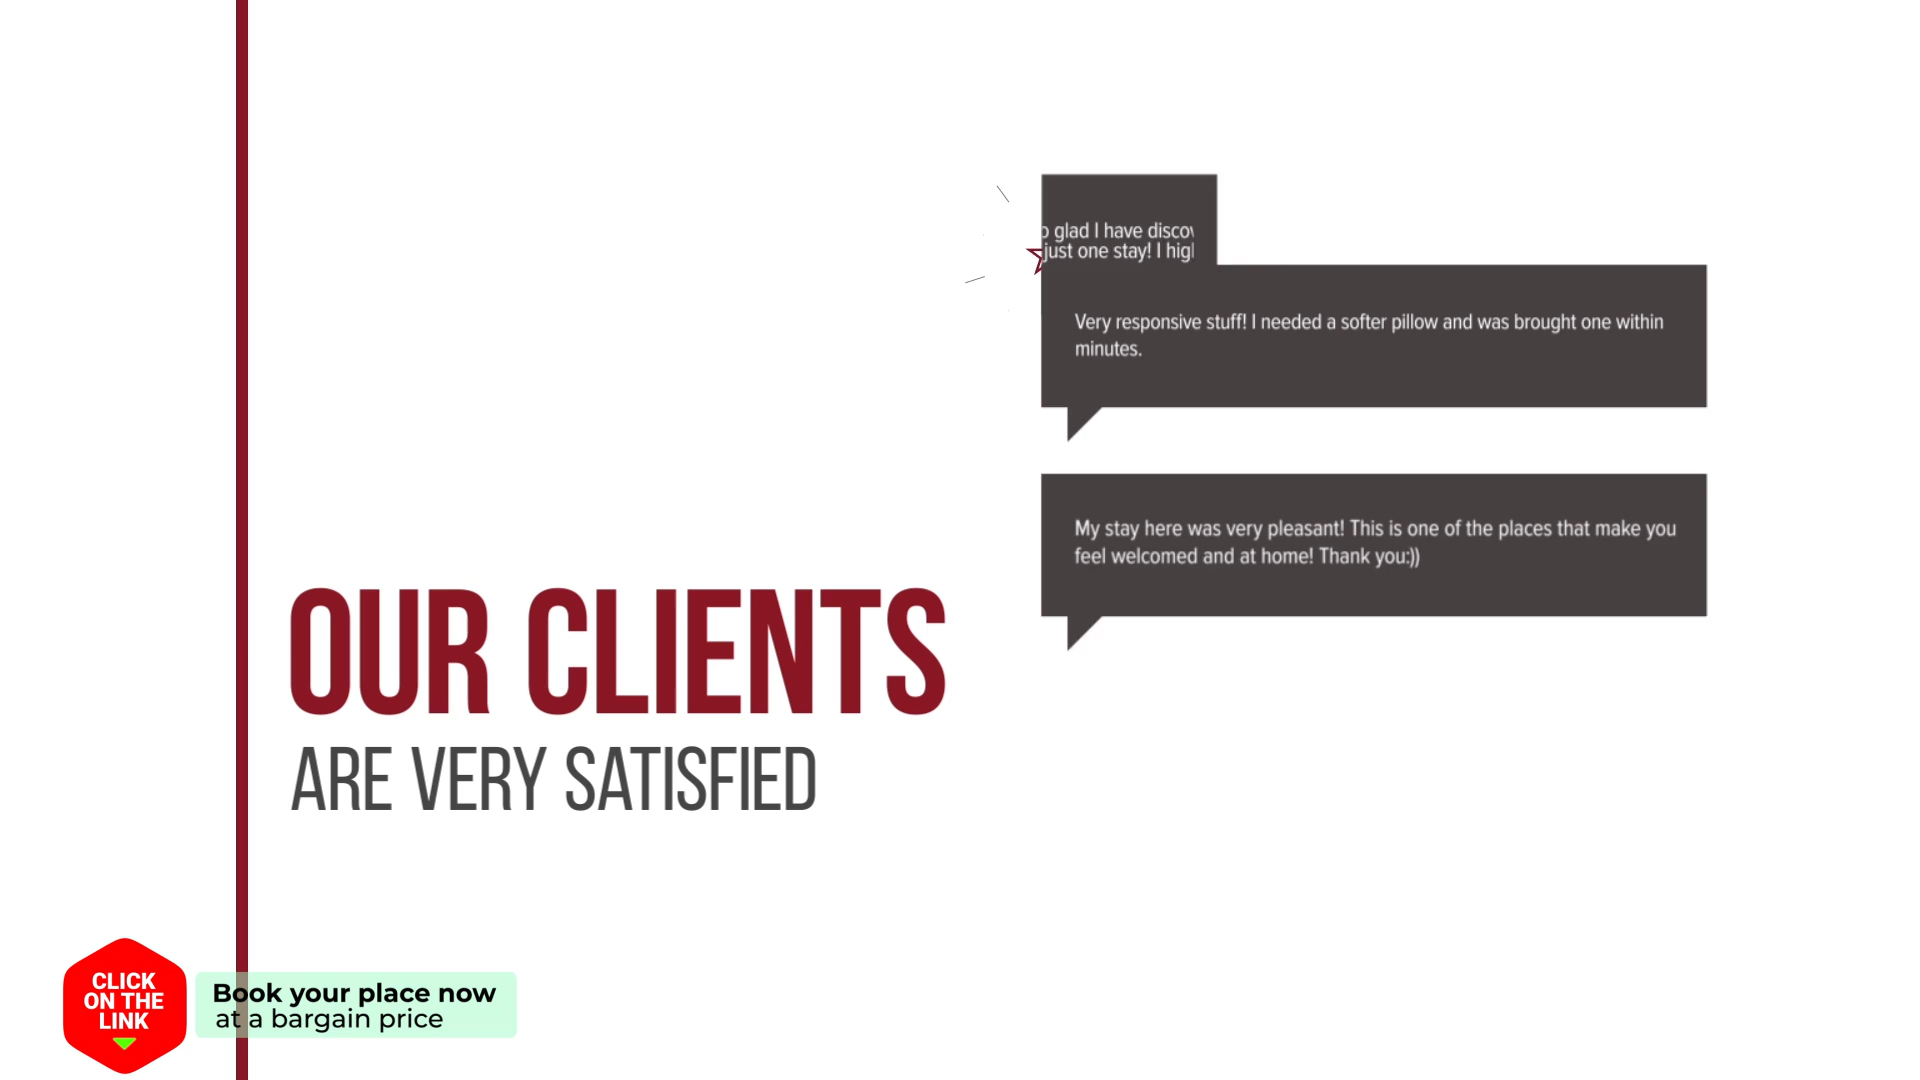 glad I have
just one stay! I
Very responsive stuff! I needed a softer pillow and was brought one within
minutes.
My stay here was very pleasant! This is one of the places that make you
feel welcomed and at home! Thank you:))
OUR CLIENTS
ARE VERY SATISFIED
CLICK
ON THE
LINK
Book your place now
at a bargain price